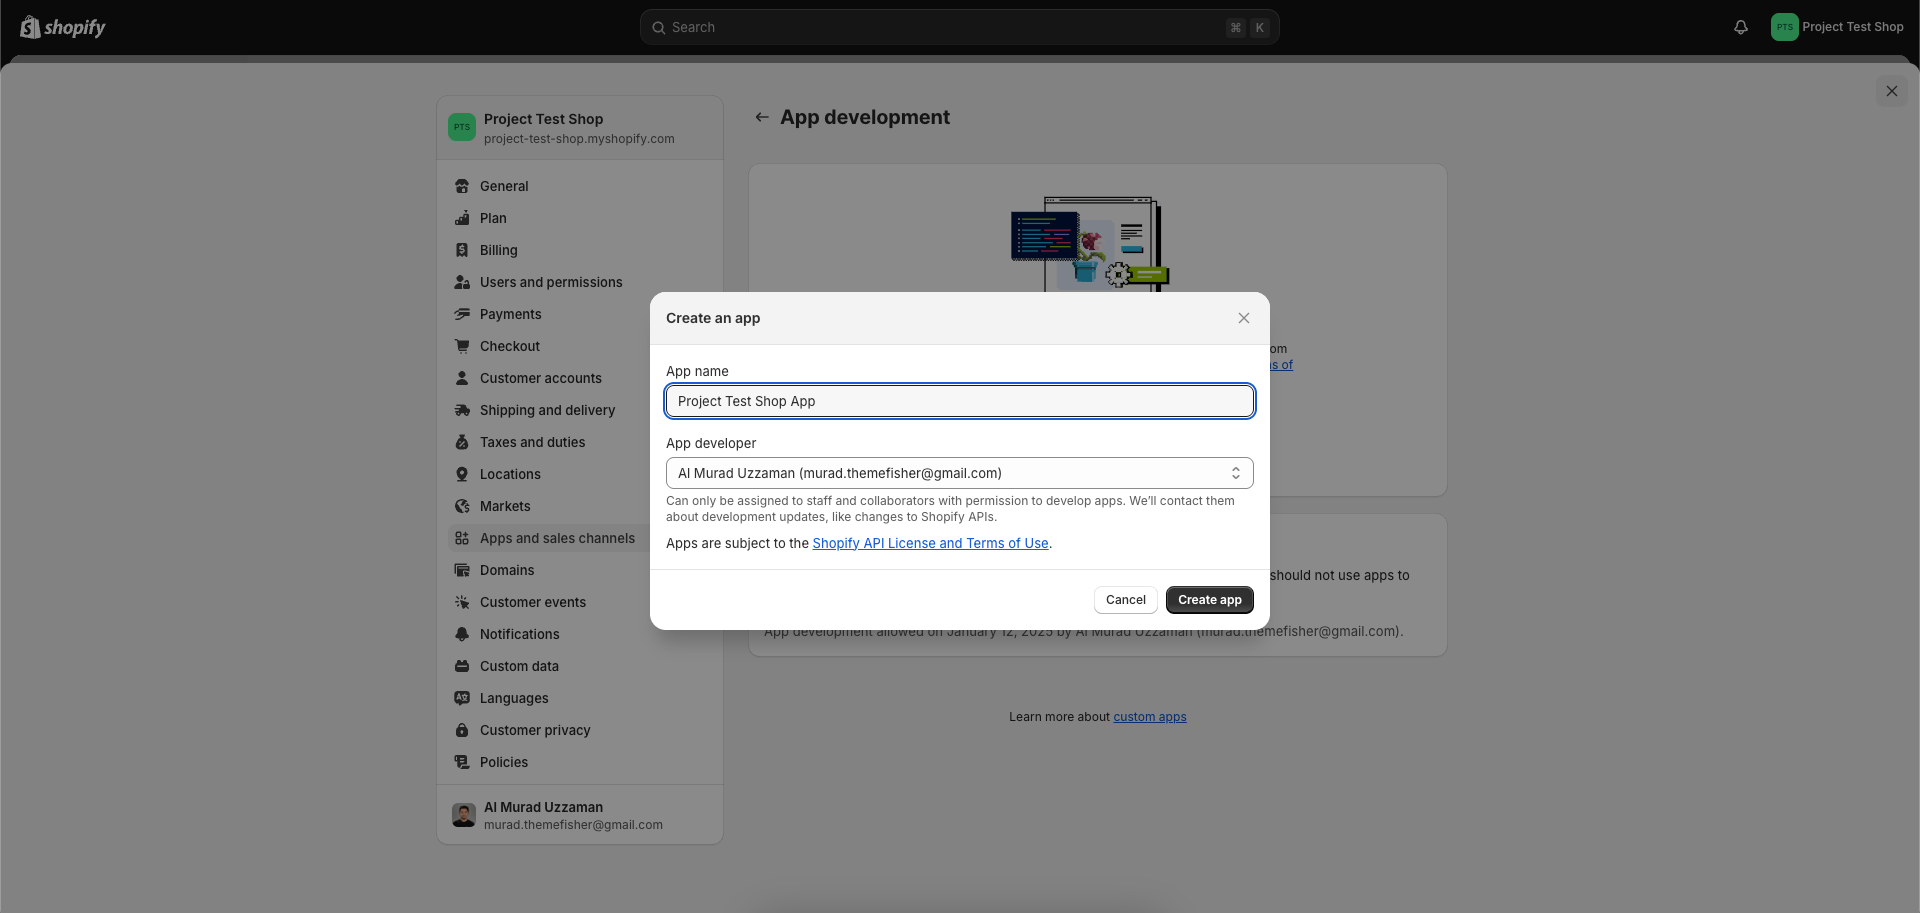 shopify
Search
⌘ K
PTS
Project Test Shop
PTS
Project Test Shop
project-test-shop.myshopify.com
General
Plan
Billing
Users and permissions
Payments
Checkout
Customer accounts
Shipping and delivery
Taxes and duties
Locations
Markets
Apps and sales channels
Domains
Customer events
Notifications
Custom data
Languages
Customer privacy
Policies
Al Murad Uzzaman
murad.themefisher@gmail.com
App development
Create an app
App name
Project Test Shop App
App developer
Al Murad Uzzaman (murad.themefisher@gmail.com)
Can only be assigned to staff and collaborators with permission to develop apps. We’ll contact them
about development updates, like changes to Shopify APIs.
Apps are subject to the Shopify API License and Terms of Use.
Cancel
Create app
should not use apps to
App development allowed on January 12, 2025 by Al Murad Uzzaman (murad.themefisher@gmail.com).
Learn more about custom apps